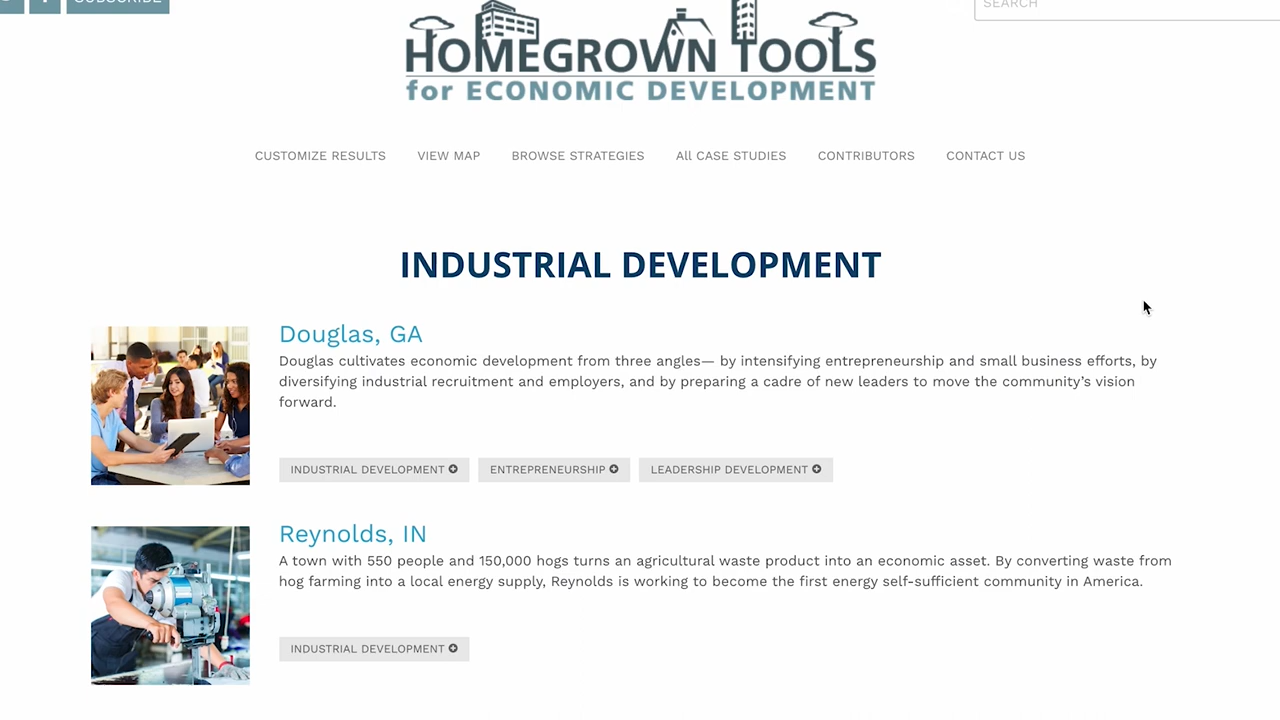 SUBSCRIBE
SEARCH
HOMEGROWN TOOLS
for ECONOMIC DEVELOPMENT
CUSTOMIZE RESULTS VIEW MAP BROWSE STRATEGIES All CASE STUDIES CONTRIBUTORS CONTACT US
INDUSTRIAL DEVELOPMENT
Douglas, GA
Douglas cultivates economic development from three angles— by intensifying entrepreneurship and small business efforts, by
diversifying industrial recruitment and employers, and by preparing a cadre of new leaders to move the community’s vision
forward.
INDUSTRIAL DEVELOPMENT ENTREPRENEURSHIP LEADERSHIP DEVELOPMENT
Reynolds, IN
A town with 550 people and 150,000 hogs turns an agricultural waste product into an economic asset. By converting waste from
hog farming into a local energy supply, Reynolds is working to become the first energy self-sufficient community in America.
INDUSTRIAL DEVELOPMENT